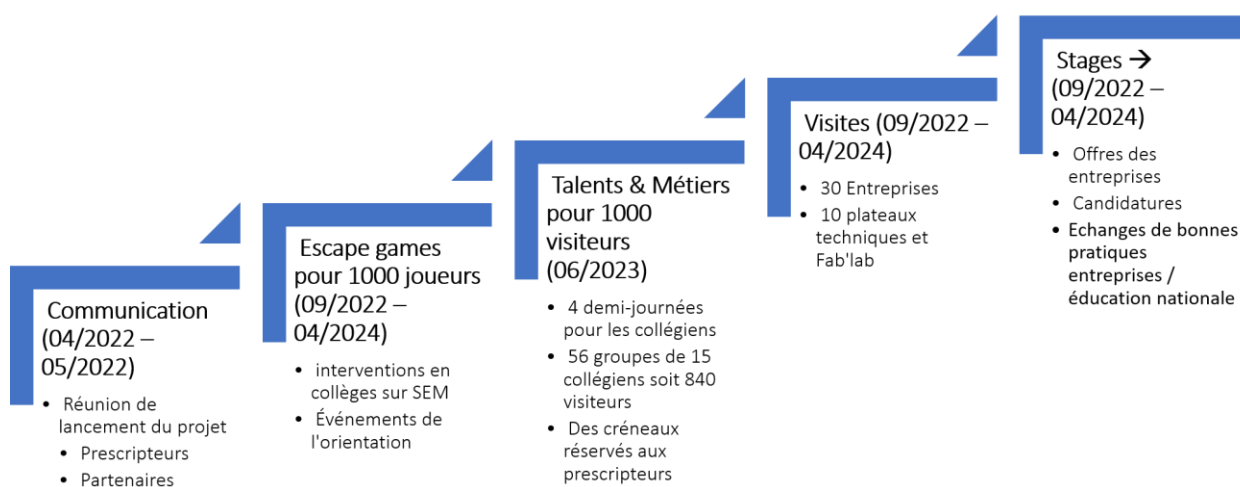 Communication
(04/2022 –
05/2022)
• Réunion de
lancement du projet
• Prescripteurs
• Partenaires
Escape games
pour 1000 joueurs
(09/2022 –
04/2024)
• interventions en
collèges sur SEM
• Événements de
l'orientation
Talents & Métiers
pour 1000
visiteurs
(06/2023)
• 4 demi-journées
pour les collégiens
• 56 groupes de 15
collégiens soit 840
visiteurs
• Des créneaux
réservés aux
prescripteurs
Visites (09/2022 –
04/2024)
• 30 Entreprises
• 10 plateaux
techniques et
Fab'lab
Stages →
(09/2022 –
04/2024)
• Offres des
entreprises
• Candidatures
• Echanges de bonnes
pratiques
entreprises /
éducation nationale